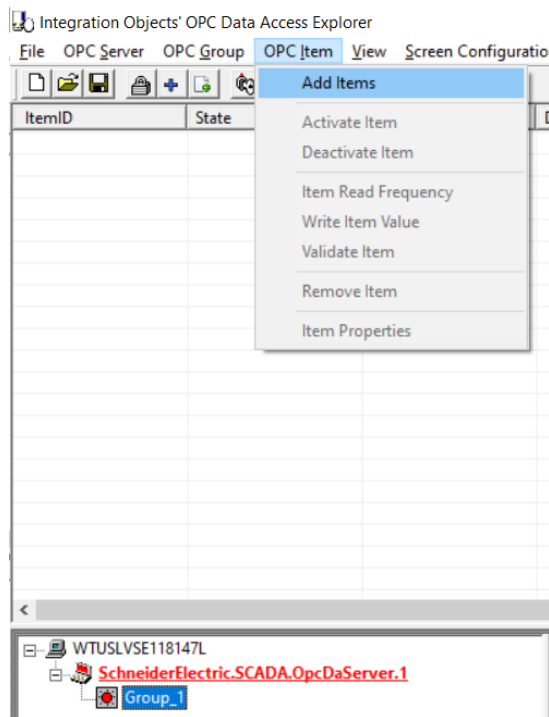 Integration Objects' OPC Data Access Explorer
File OPC Server OPC Group OPC Item View Screen Configuratio
ItemID State
Add Items
Activate Item
Deactivate Item
Item Read Frequency
Write Item Value
Validate Item
Remove Item
Item Properties
WTUSLVSE118147L
SchneiderElectric.SCADA.OpcDaServer.1
Group_1